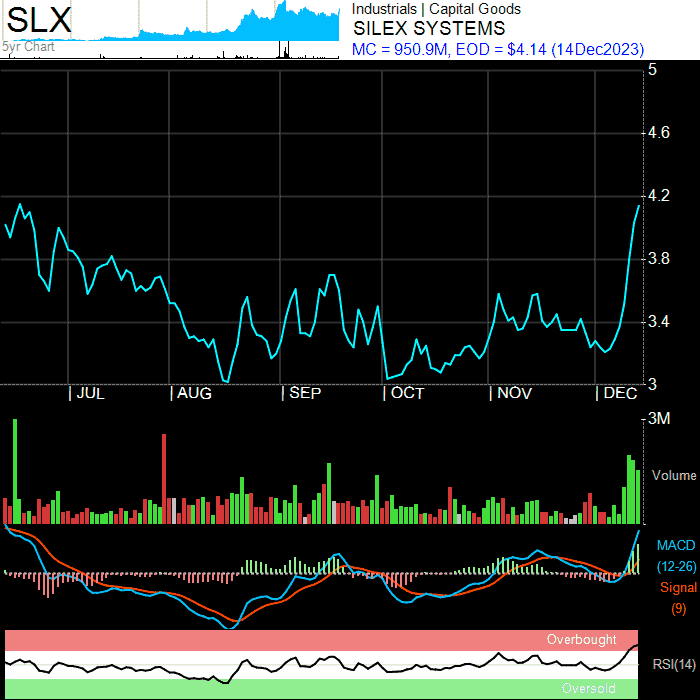 SLX
5yr Chart
Industrials | Capital Goods
SILEX SYSTEMS
MC = 950.9M, EOD = $4.14 (14Dec2023)
5
4.6
4.2
3.8
3.4
3
| JUL | AUG | SEP | OCT | NOV | DEC
3M
Volume
MACD
(12-26)
Signal
(9)
Overbought
RSI(14)
Oversold